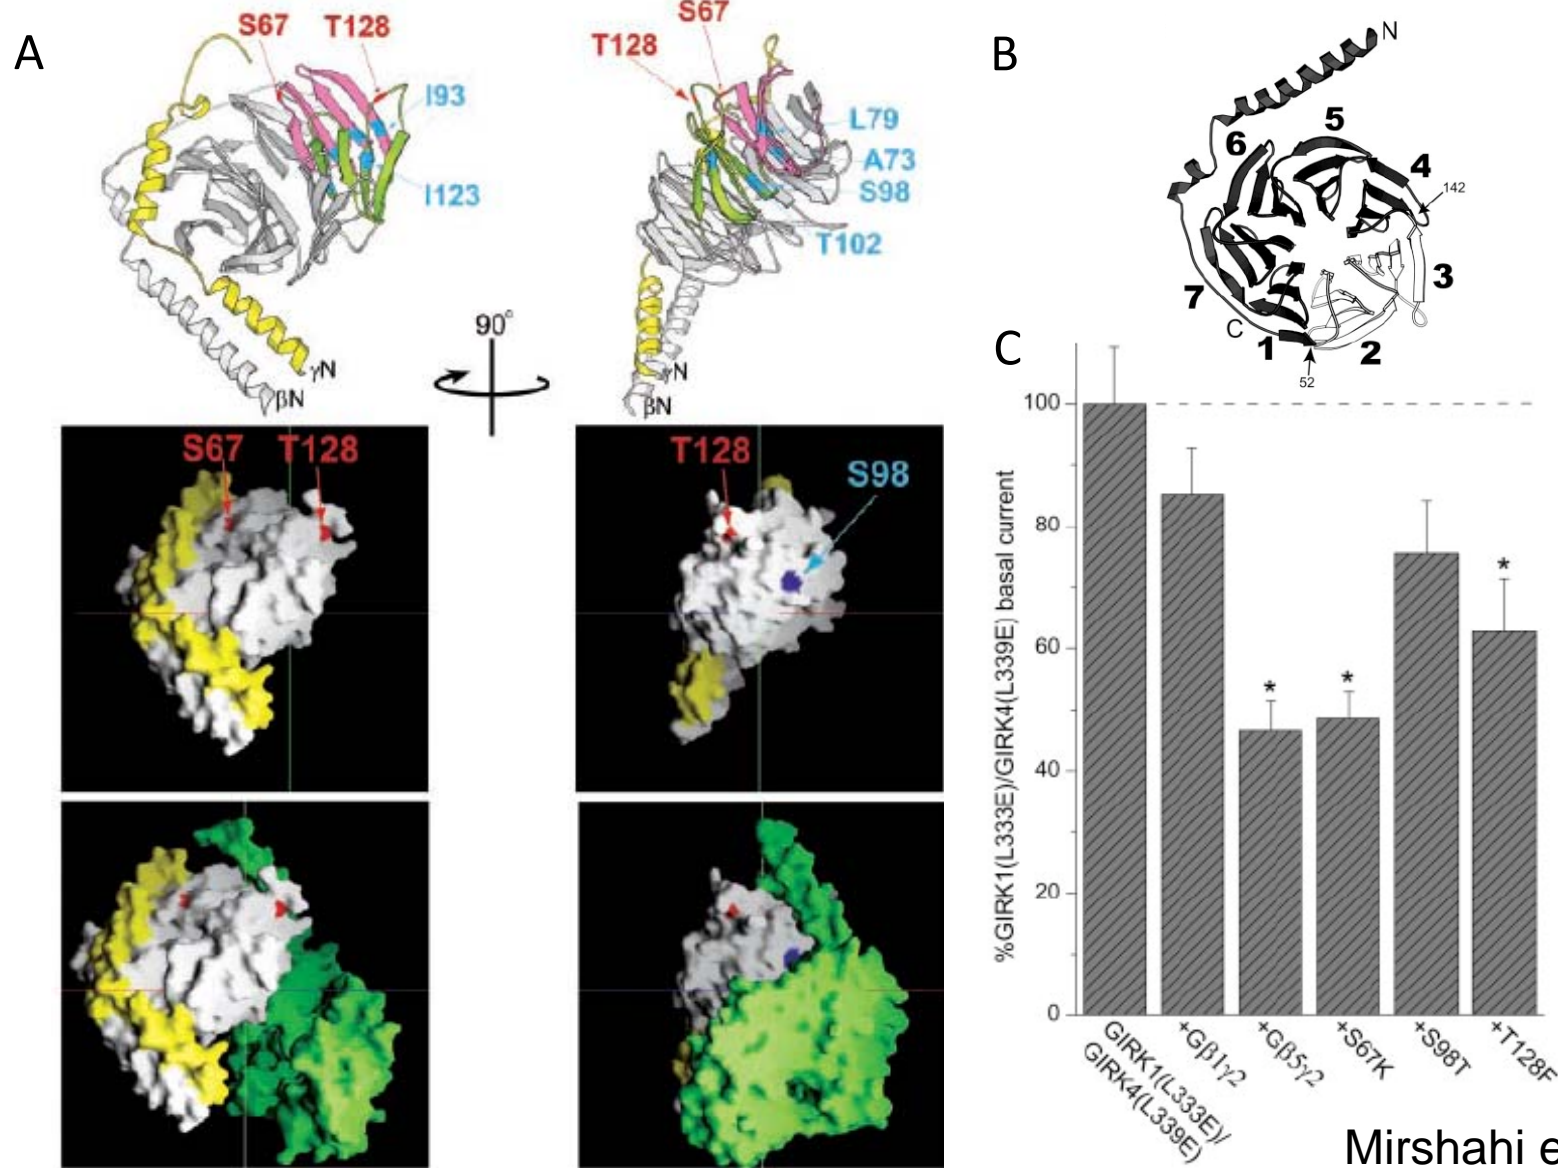 A
S67
T128
I93
I123
γN
βN
90°
S67
T128
L79
A73
S98
T102
γN
βN
S67
T128
T128
S98
B
N
5
6
4
142
3
7
C
1
2
52
C
%GIRK1(L333E)/GIRK4(L339E) basal current
100
80
60
40
20
0
*
*
*
GIRK1(L333E)/
GIRK4(L339E)
+Gβ1γ2
+Gβ5γ2
+S67K
+S98T
+T128F
Mirshahi e